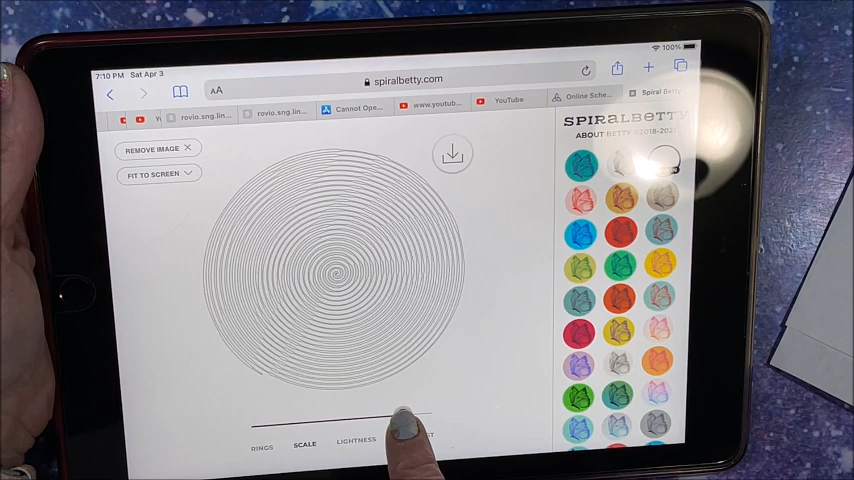 7:10 PM Sat Apr 3
100%
AA
spiralbetty.com
rovio.sng.lin...
rovio.sng.lin...
Cannot Ope...
www.youtub...
YouTube
Online Sche...
Spiral Betty
SPIRALBETTY
ABOUT BETTY ©2018-2021
REMOVE IMAGE ✕
FIT TO SCREEN
RINGS
SCALE
LIGHTNESS